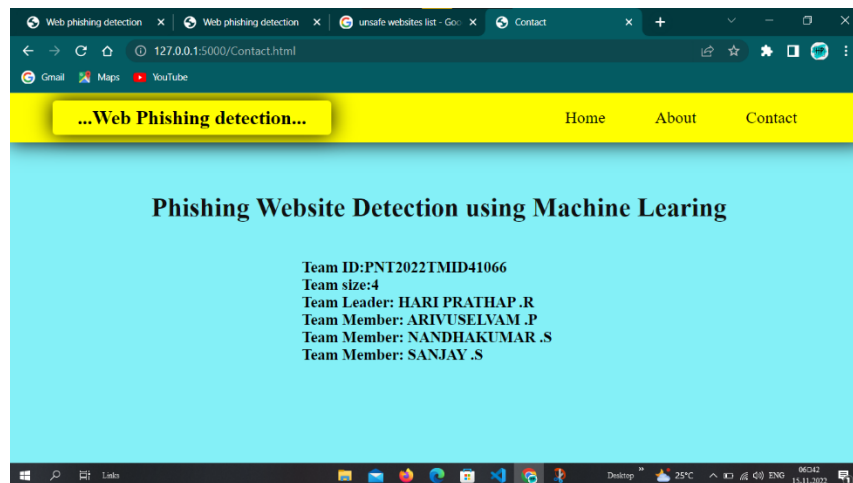 Web phishing detection
Web phishing detection
unsafe websites list - Goo
Contact
127.0.0.1:5000/Contact.html
Gmail Maps YouTube
...Web Phishing detection... Home About Contact
Phishing Website Detection using Machine Learing
Team ID:PNT2022TMID41066
Team size:4
Team Leader: HARI PRATHAP .R
Team Member: ARIVUSELVAM .P
Team Member: NANDHAKUMAR .S
Team Member: SANJAY .S
Links
Desktop
25°C
ENG
15.11.2022